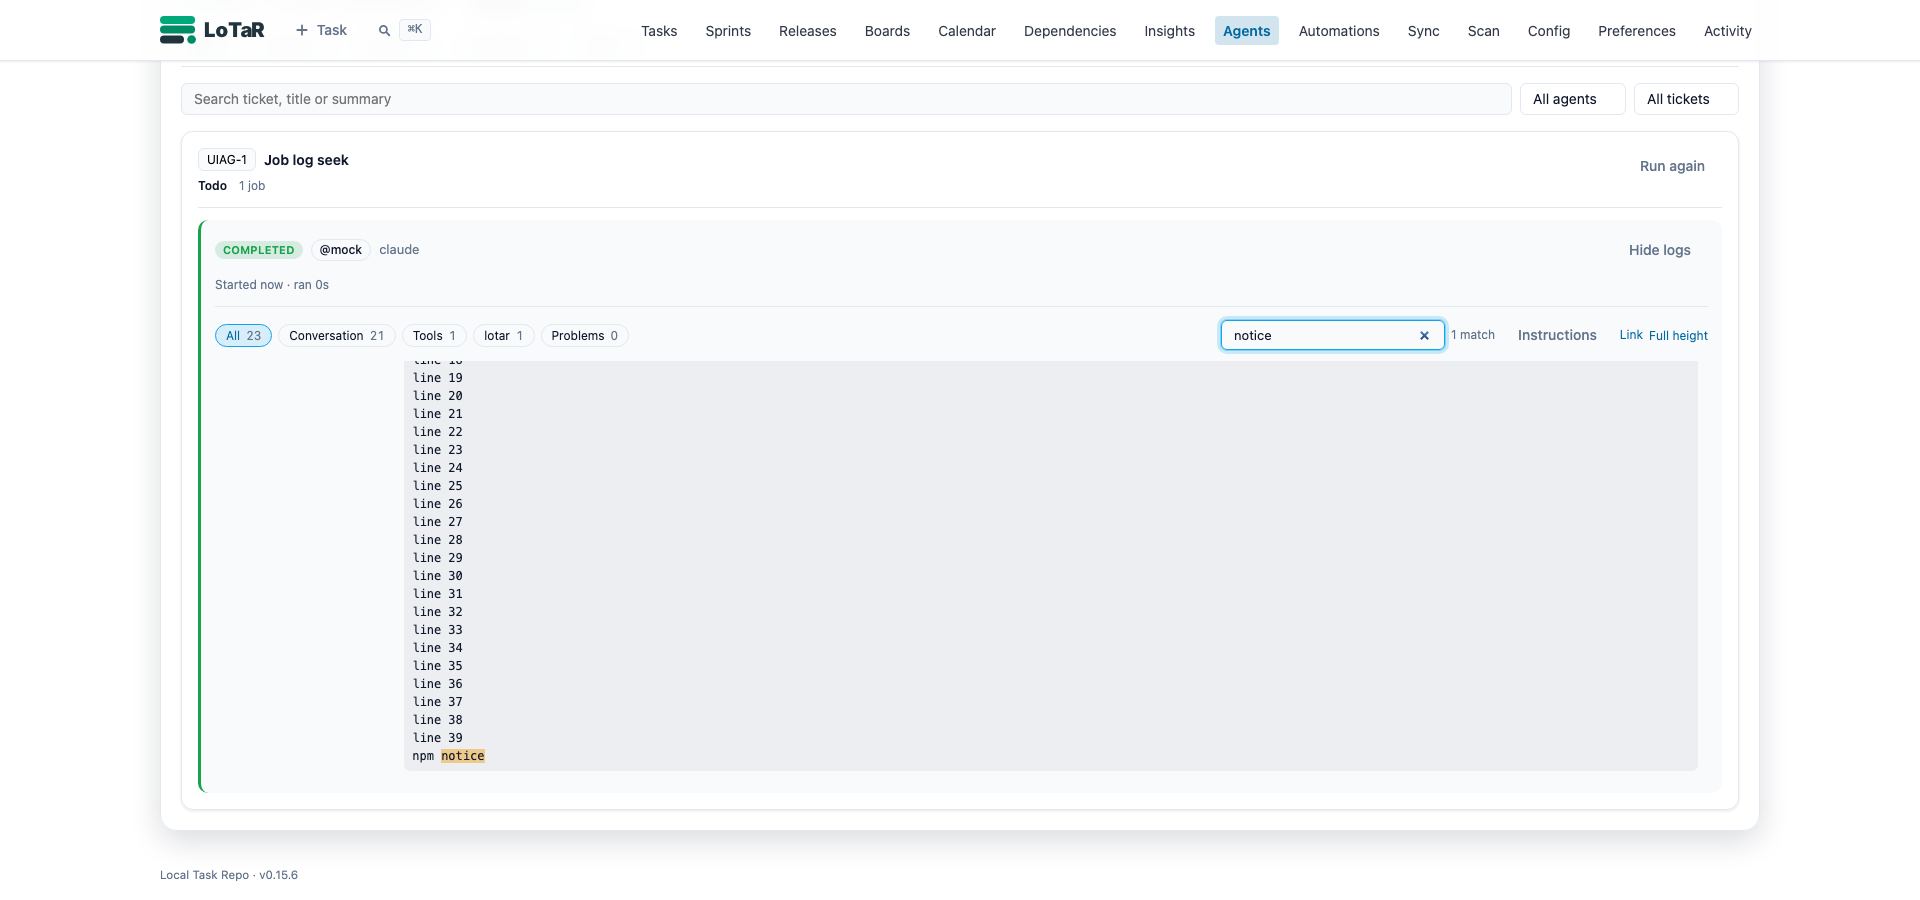 LoTaR
Task
⌘K
Tasks
Sprints
Releases
Boards
Calendar
Dependencies
Insights
Agents
Automations
Sync
Scan
Config
Preferences
Activity
Search ticket, title or summary
All agents
All tickets
UIAG-1 Job log seek
Run again
Todo 1 job
COMPLETED @mock claude
Hide logs
Started now · ran 0s
All 23
Conversation 21
Tools 1
lotar 1
Problems 0
notice
1 match
Instructions
Link
Full height
line 18
line 19
line 20
line 21
line 22
line 23
line 24
line 25
line 26
line 27
line 28
line 29
line 30
line 31
line 32
line 33
line 34
line 35
line 36
line 37
line 38
line 39
npm notice
Local Task Repo · v0.15.6